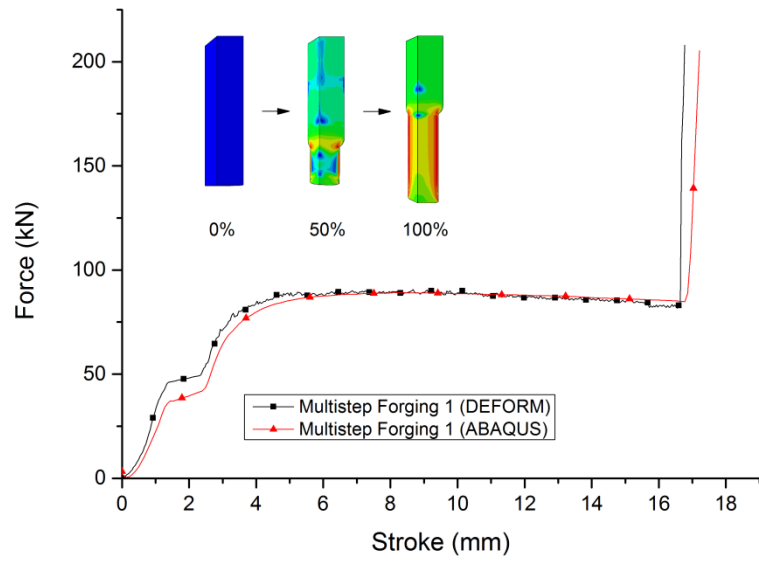 200
150
100
50
0
Force (kN)
0%
50%
100%
Multistep Forging 1 (DEFORM)
Multistep Forging 1 (ABAQUS)
0 2 4 6 8 10 12 14 16 18
Stroke (mm)